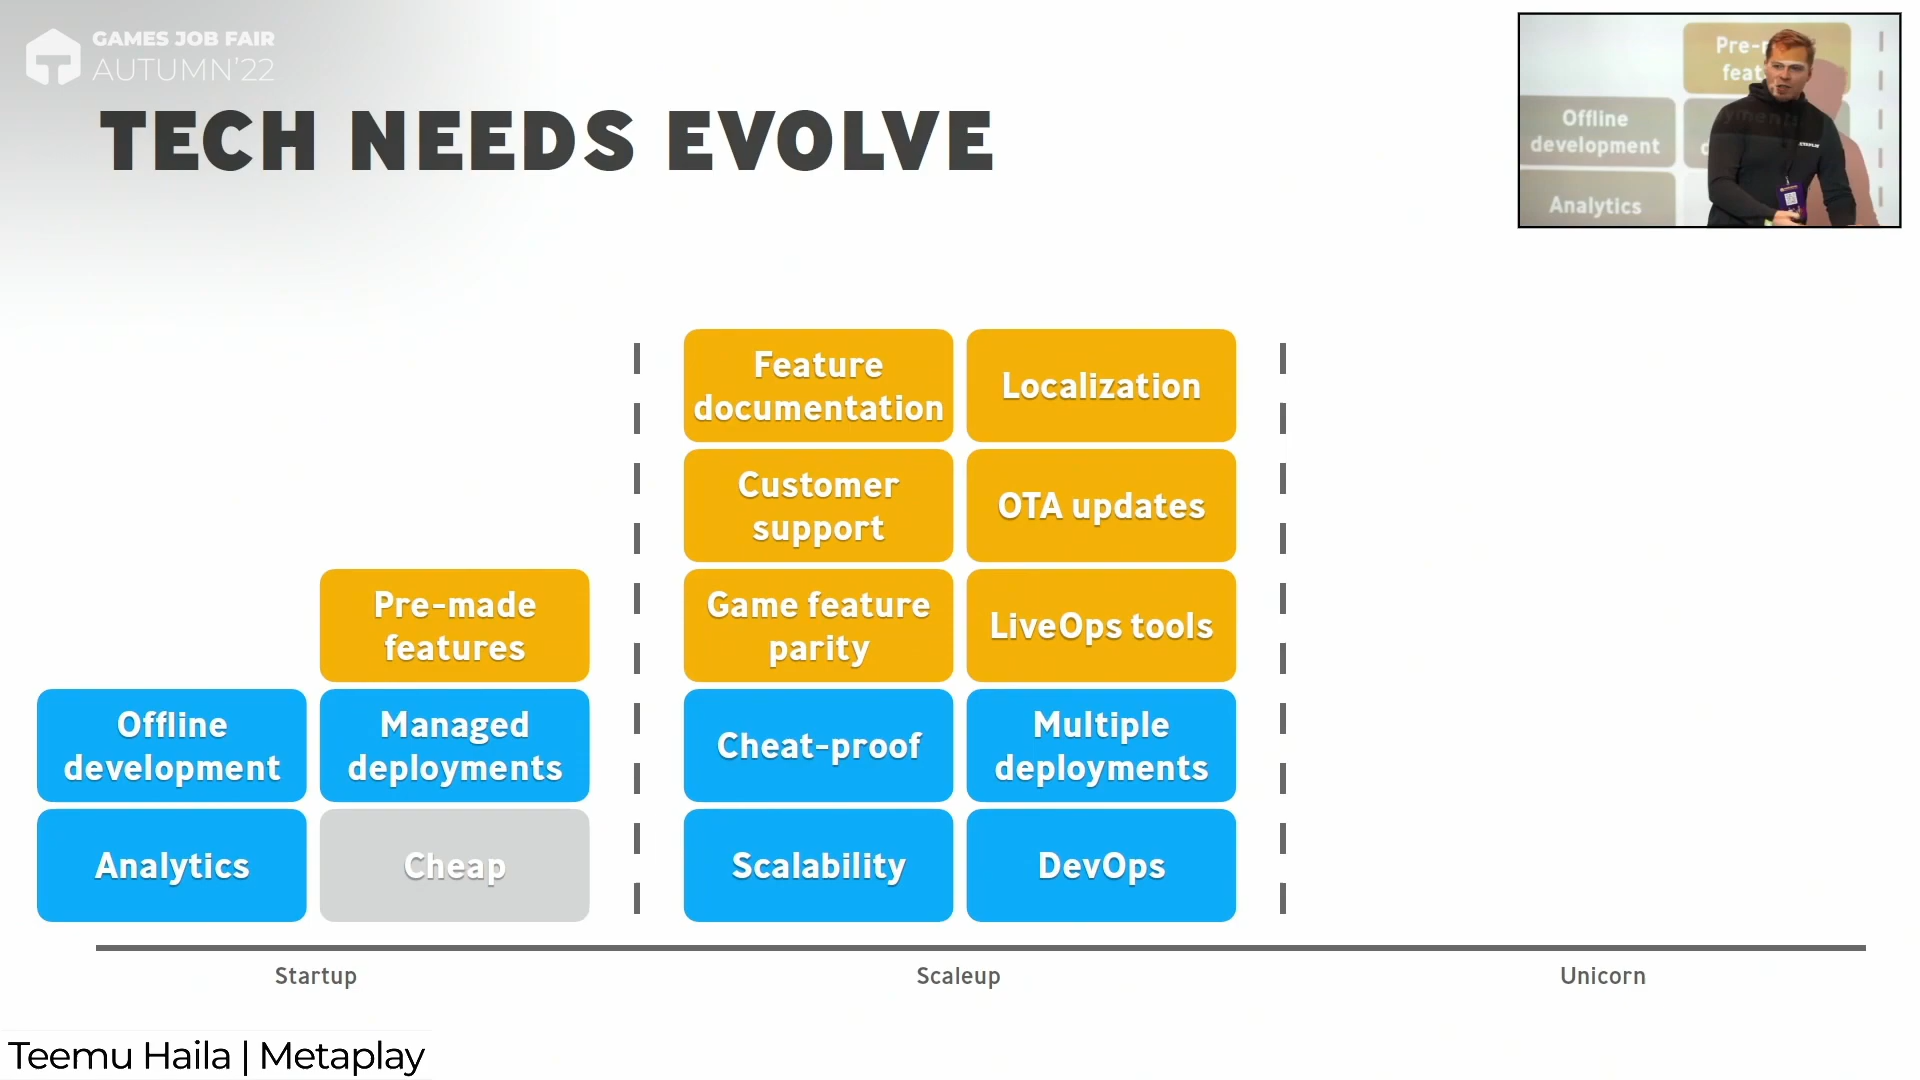 GAMES JOB FAIR
AUTUMN'22
TECH NEEDS EVOLVE
Pre-
feat
Offline
development
Analytics
Feature
documentation
Localization
Customer
support
OTA updates
Pre-made
features
Game feature
parity
LiveOps tools
Offline
development
Managed
deployments
Cheat-proof
Multiple
deployments
Analytics
Cheap
Scalability
DevOps
Startup
Scaleup
Unicorn
Teemu Haila | Metaplay